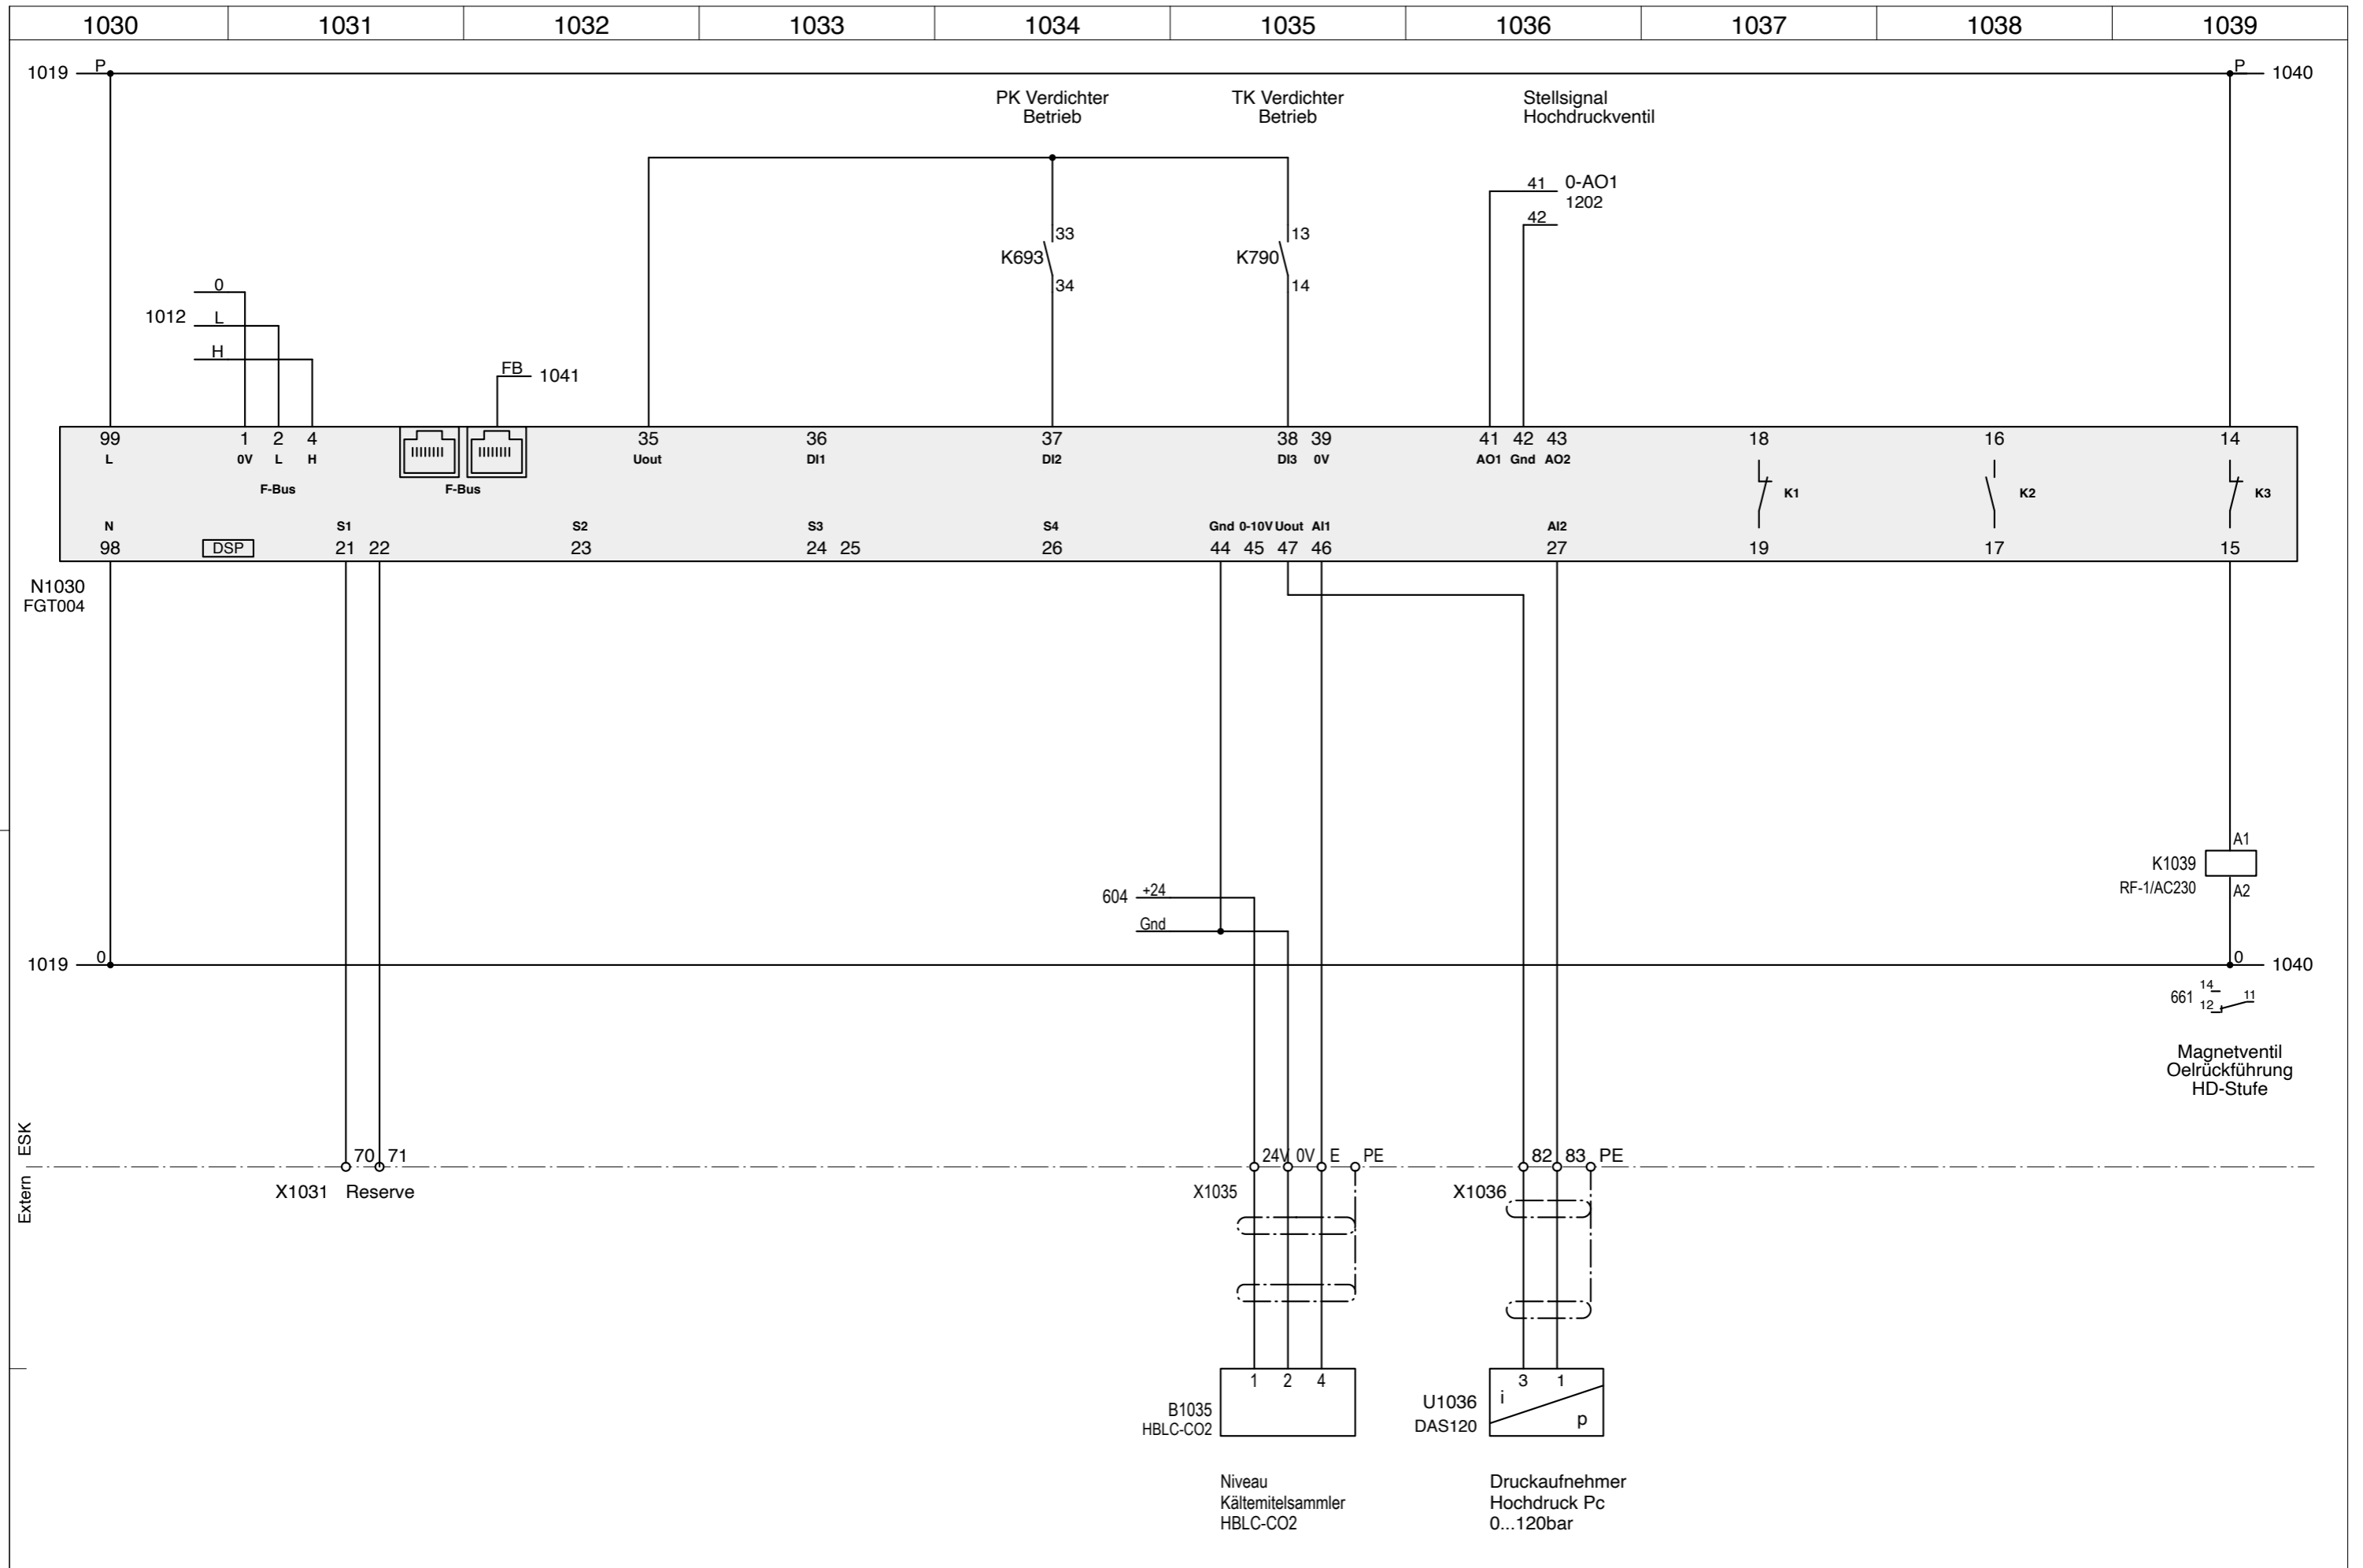 1030 1031 1032 1033 1034 1035 1036 1037 1038 1039
1019 P P 1040
PK Verdichter
Betrieb
TK Verdichter
Betrieb
Stellsignal
Hochdruckventil
41 0-AO1
1202
42
33
K693
34
13
K790
14
0
1012 L
H
FB 1041
99 1 2 4 35 36 37 38 39 41 42 43 18 16 14
L 0V L H Uout DI1 DI2 DI3 0V AO1 Gnd AO2
F-Bus F-Bus
K1 K2 K3
N S1 S2 S3 S4 Gnd 0-10V Uout AI1 AI2
98 DSP 21 22 23 24 25 26 44 45 47 46 27 19 17 15
N1030
FGT004
A1
K1039
RF-1/AC230
A2
604 +24
Gnd
1019 0 0 1040
14
661 12 11
Magnetventil
Oelrückführung
HD-Stufe
ESK
Extern
70 71
X1031 Reserve
24V 0V E PE
X1035
82 83 PE
X1036
1 2 4
B1035
HBLC-CO2
3 1
i
p
U1036
DAS120
Niveau
Kältemitelsammler
HBLC-CO2
Druckaufnehmer
Hochdruck Pc
0...120bar